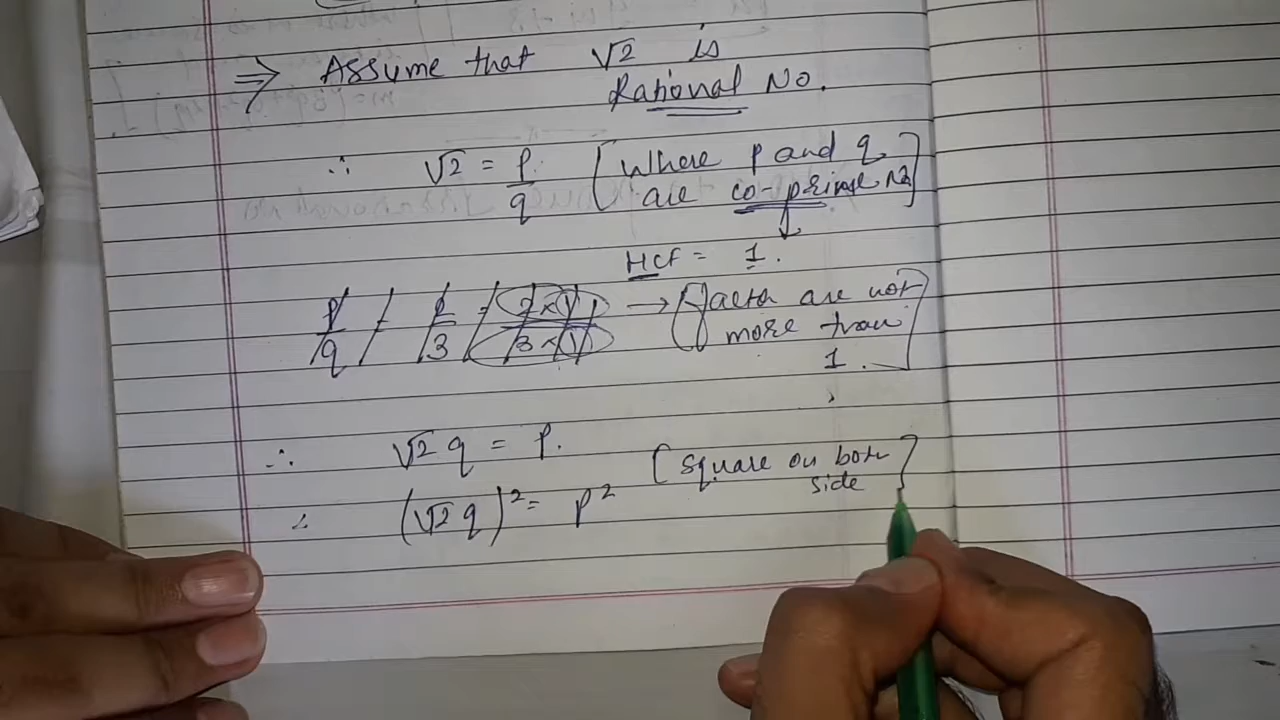 ⇒ Assume that √2 is
Rational No.
∴ √2 = p/q [Where p and q
are co-prime No]
HCF = 1.
p/q = 2/3 = 2×1/3×1 → [factor are not
more than
1.]
∴ √2 q = p.
∴ (√2 q)² = p² [square on both
side]